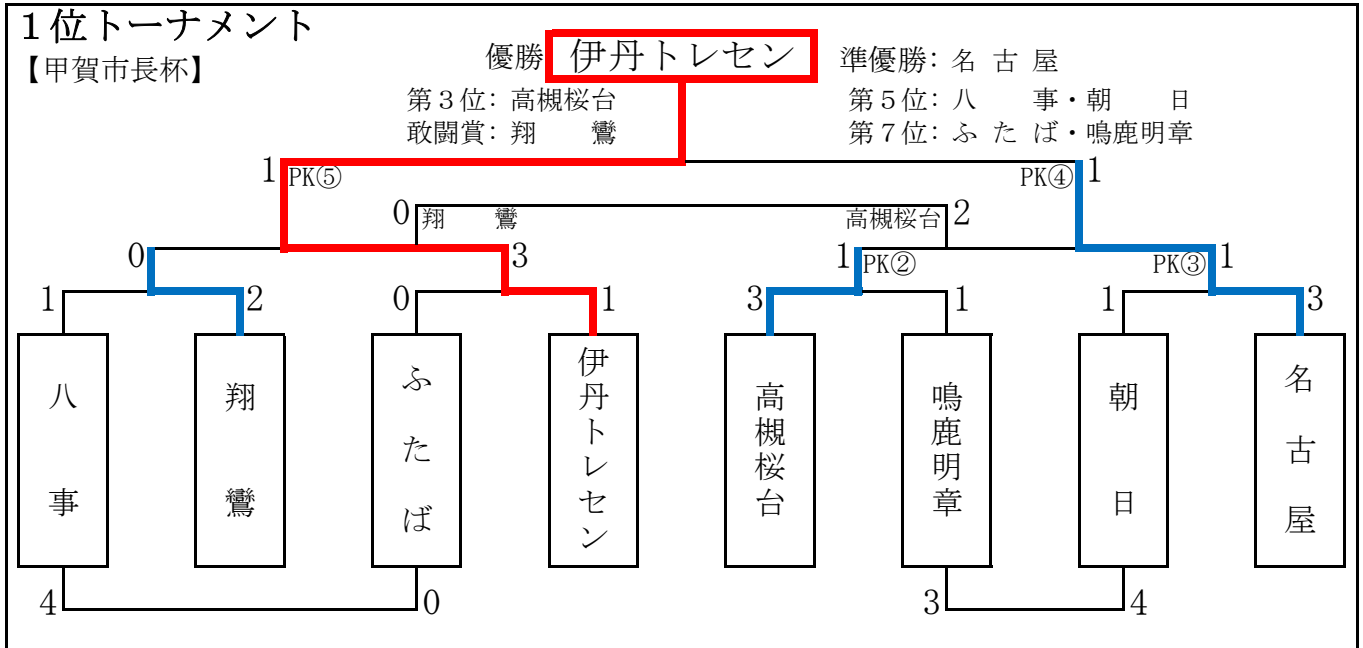 1位トーナメント
【甲賀市長杯】
優勝 伊丹トレセン 準優勝：名 古 屋
第3位：高槻桜台 第5位：八 事・朝 日
敢闘賞：翔 鸞 第7位：ふ た ば・鳴鹿明章
1 PK⑤ PK④ 1
0 翔 鸞 高槻桜台 2
0 3 1 PK② PK③ 1
1 2 0 1 3 1 1 3
八事
翔鸞
ふたば
伊丹トレセン
高槻桜台
鳴鹿明章
朝日
名古屋
4 0 3 4